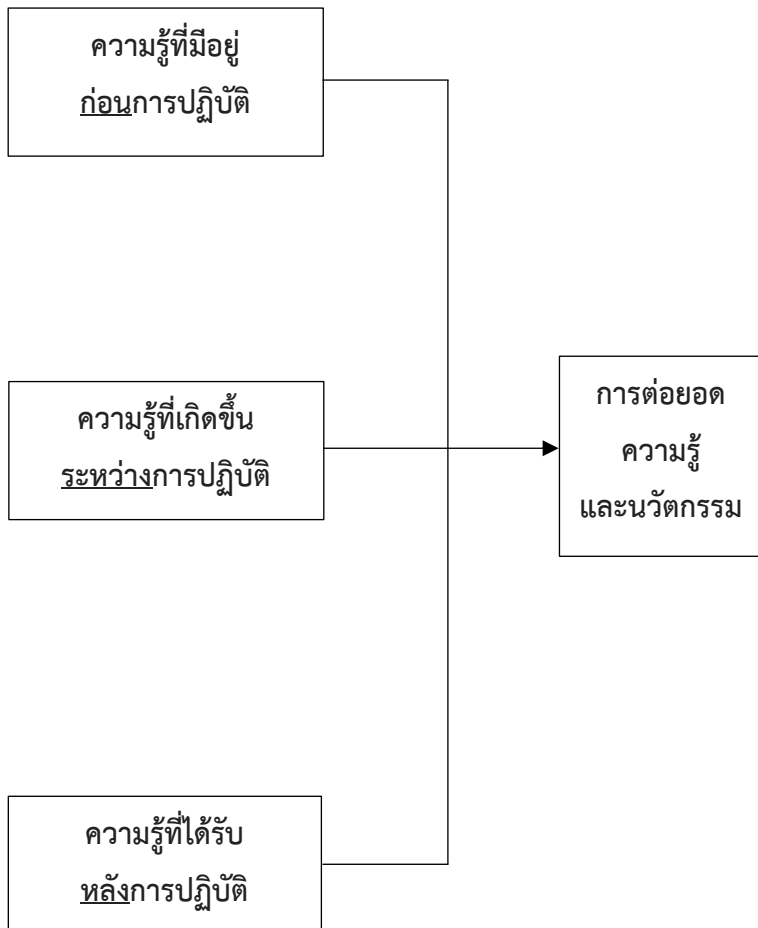 ความรู้ที่มีอยู่
ก่อนการปฏิบัติ
ความรู้ที่เกิดขึ้น
ระหว่างการปฏิบัติ
การต่อยอด
ความรู้
และนวัตกรรม
ความรู้ที่ได้รับ
หลังการปฏิบัติ